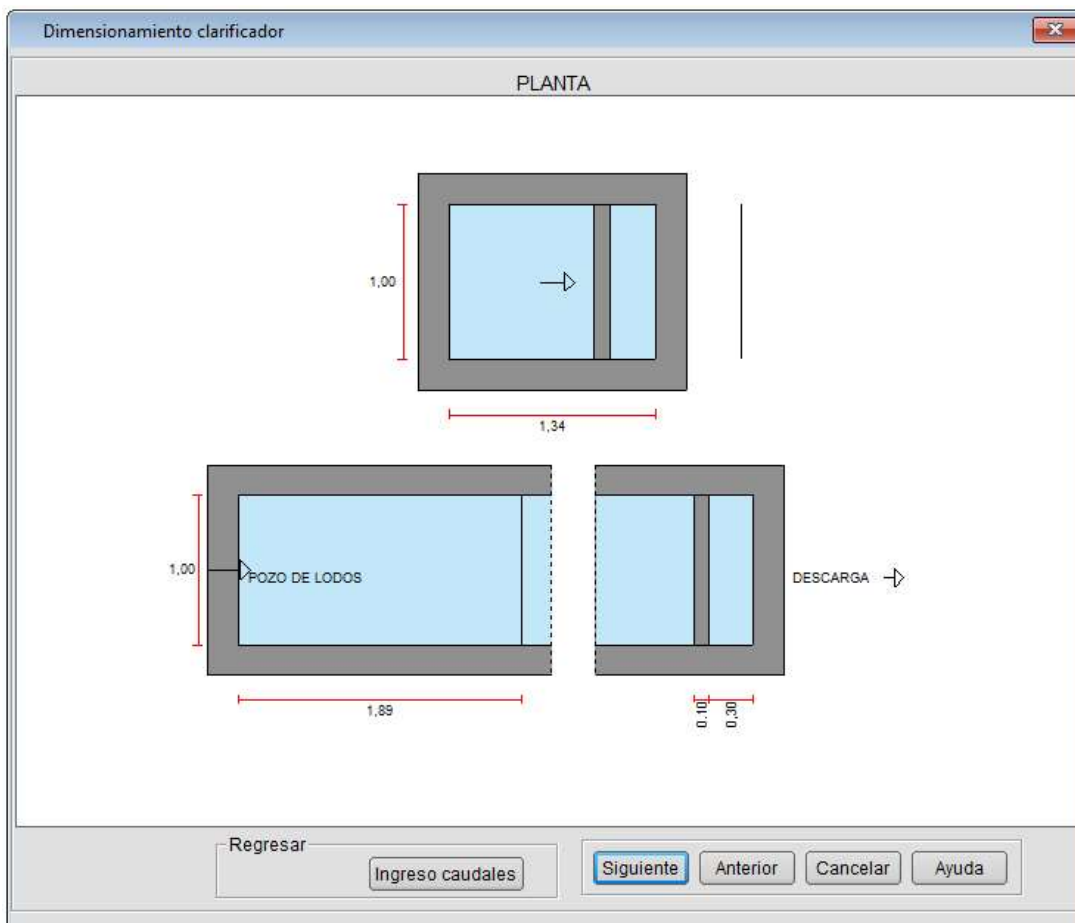 Dimensionamiento clarificador
PLANTA
1,00
1,34
1,00
POZO DE LODOS
DESCARGA
1,89
0.10
0,30
Regresar
Ingreso caudales
Siguiente
Anterior
Cancelar
Ayuda